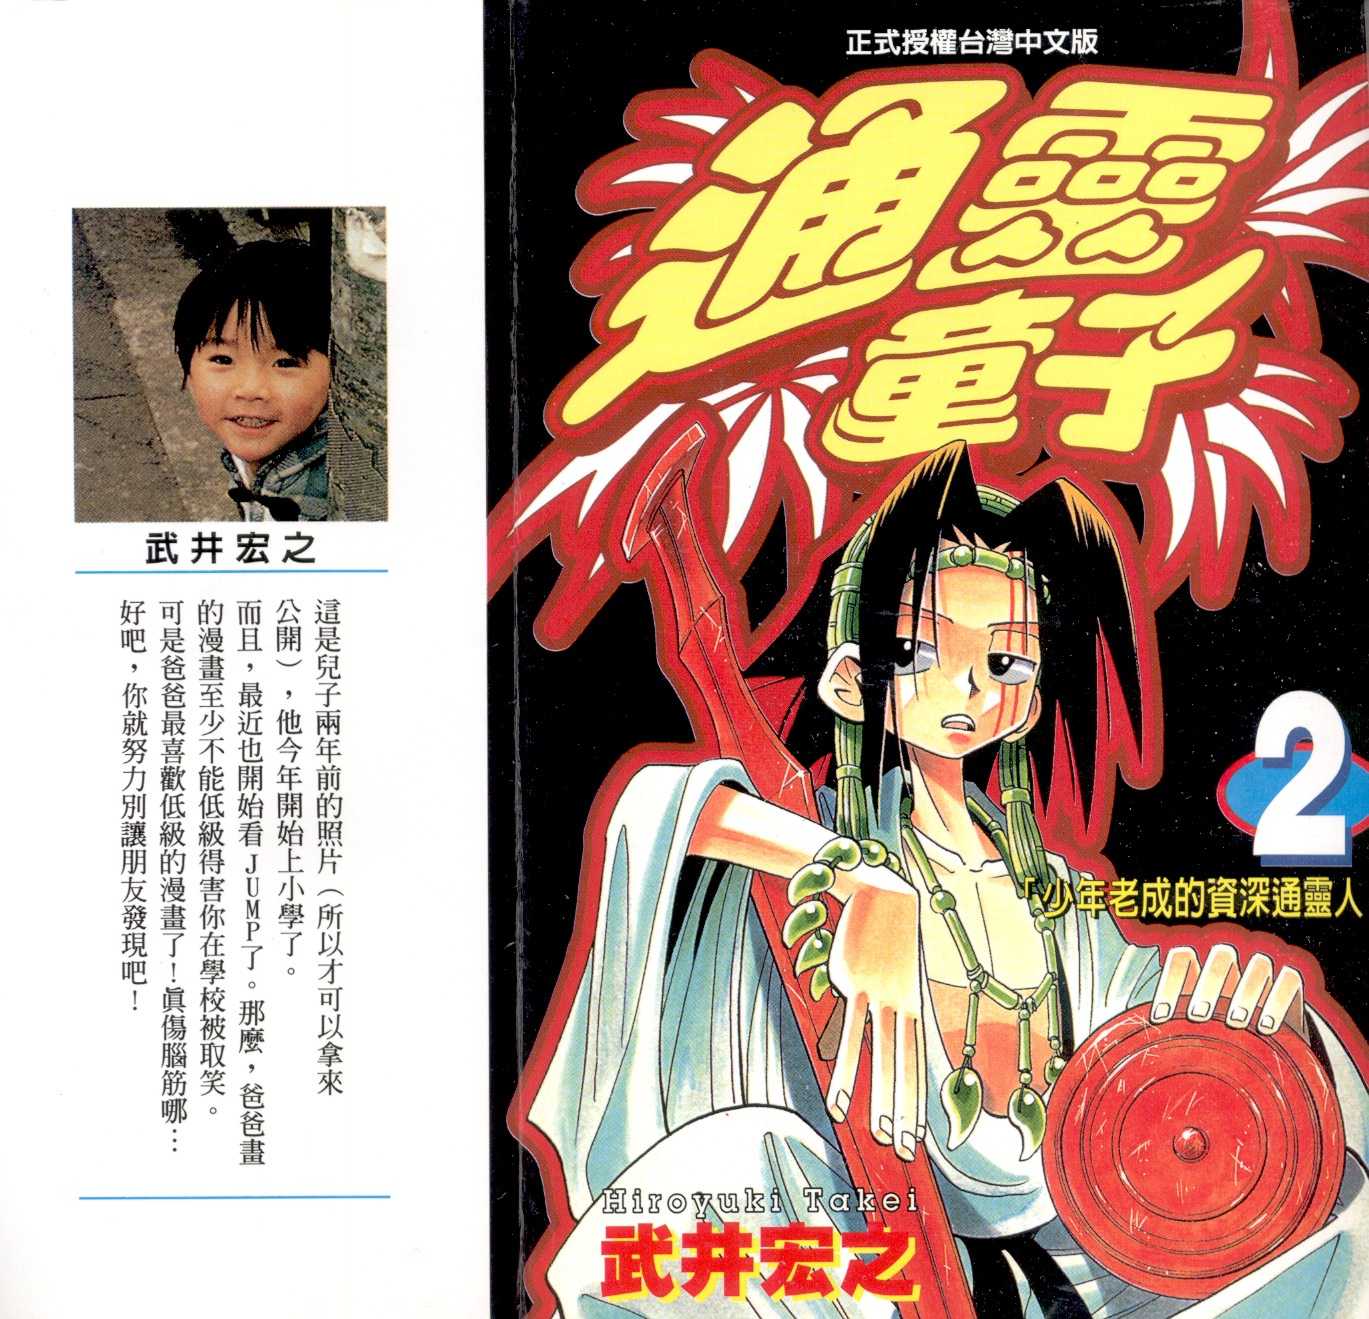 正式授權台灣中文版
通靈
童子
2
「少年老成的資深通靈人
Hiroyuki Takei
武井宏之
武井宏之
這是兒子兩年前的照片（所以才可以拿來
公開），他今年開始上小學了。
而且，最近也開始看JUMP了。那麼，爸爸畫
的漫畫至少不能低級得害你在學校被取笑。
可是爸爸最喜歡低級的漫畫了！眞傷腦筋哪…
好吧，你就努力別讓朋友發現吧！